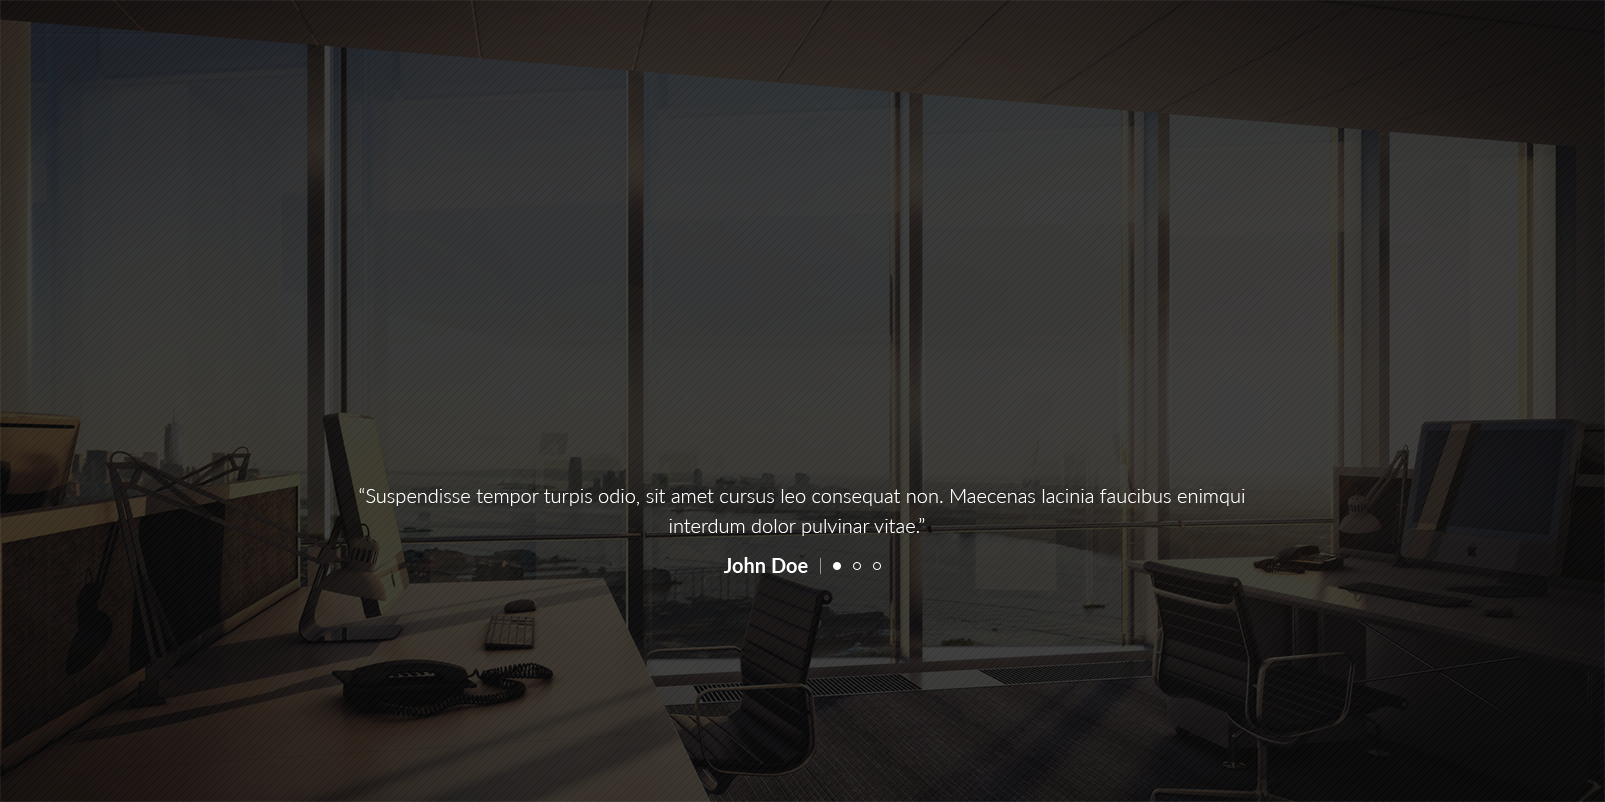 “Suspendisse tempor turpis odio, sit amet cursus leo consequat non. Maecenas lacinia faucibus enimqui
interdum dolor pulvinar vitae.”
John Doe